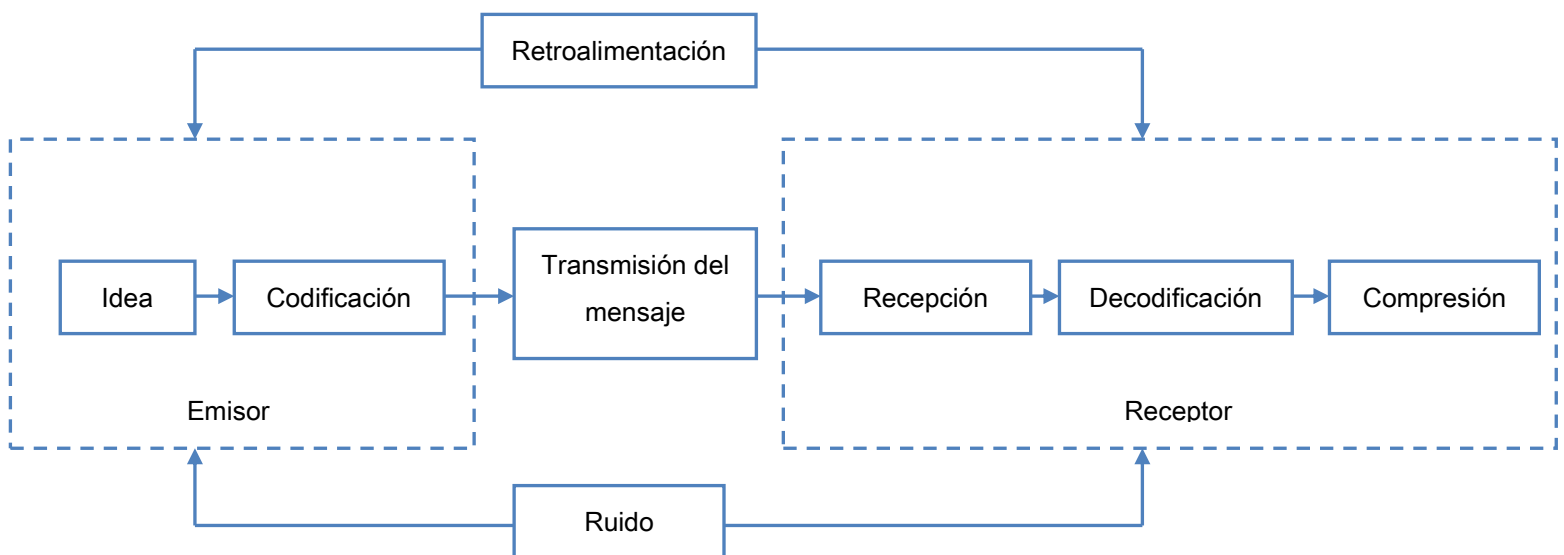 Retroalimentación
Idea
Codificación
Transmisión del
mensaje
Recepción
Decodificación
Compresión
Emisor
Receptor
Ruido